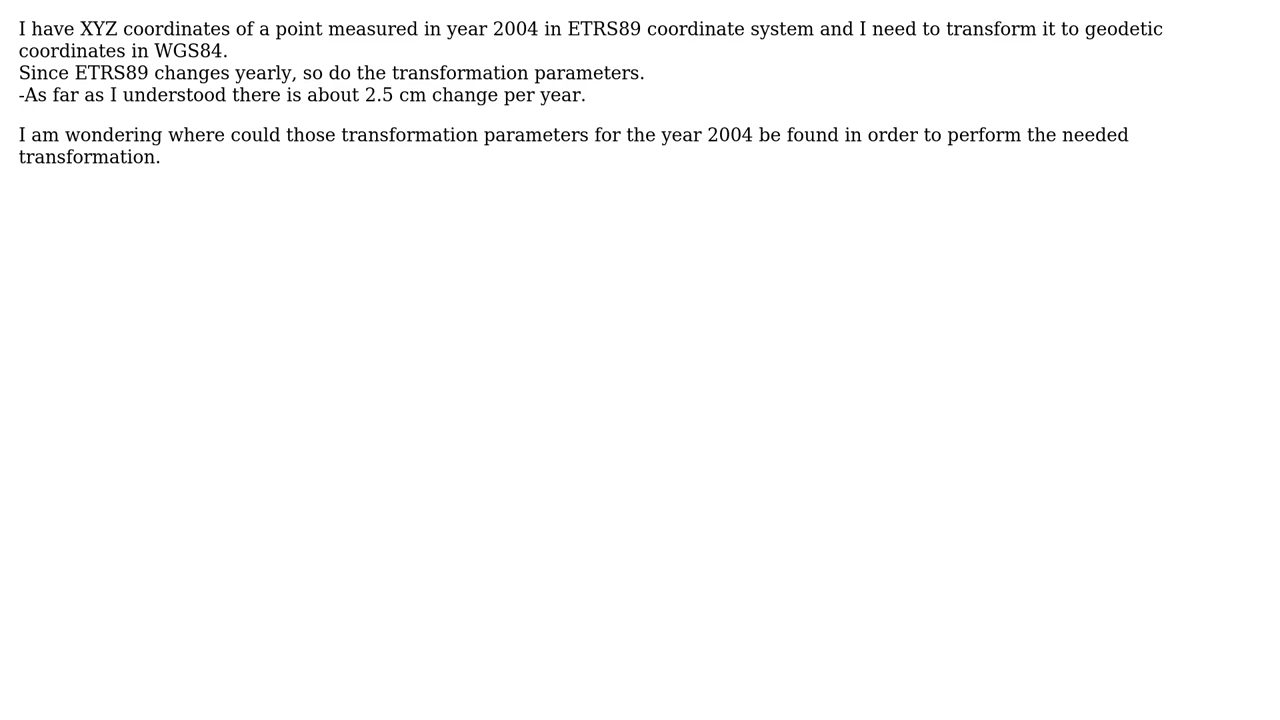 I have XYZ coordinates of a point measured in year 2004 in ETRS89 coordinate system and I need to transform it to geodetic
coordinates in WGS84.
Since ETRS89 changes yearly, so do the transformation parameters.
-As far as I understood there is about 2.5 cm change per year.
I am wondering where could those transformation parameters for the year 2004 be found in order to perform the needed
transformation.